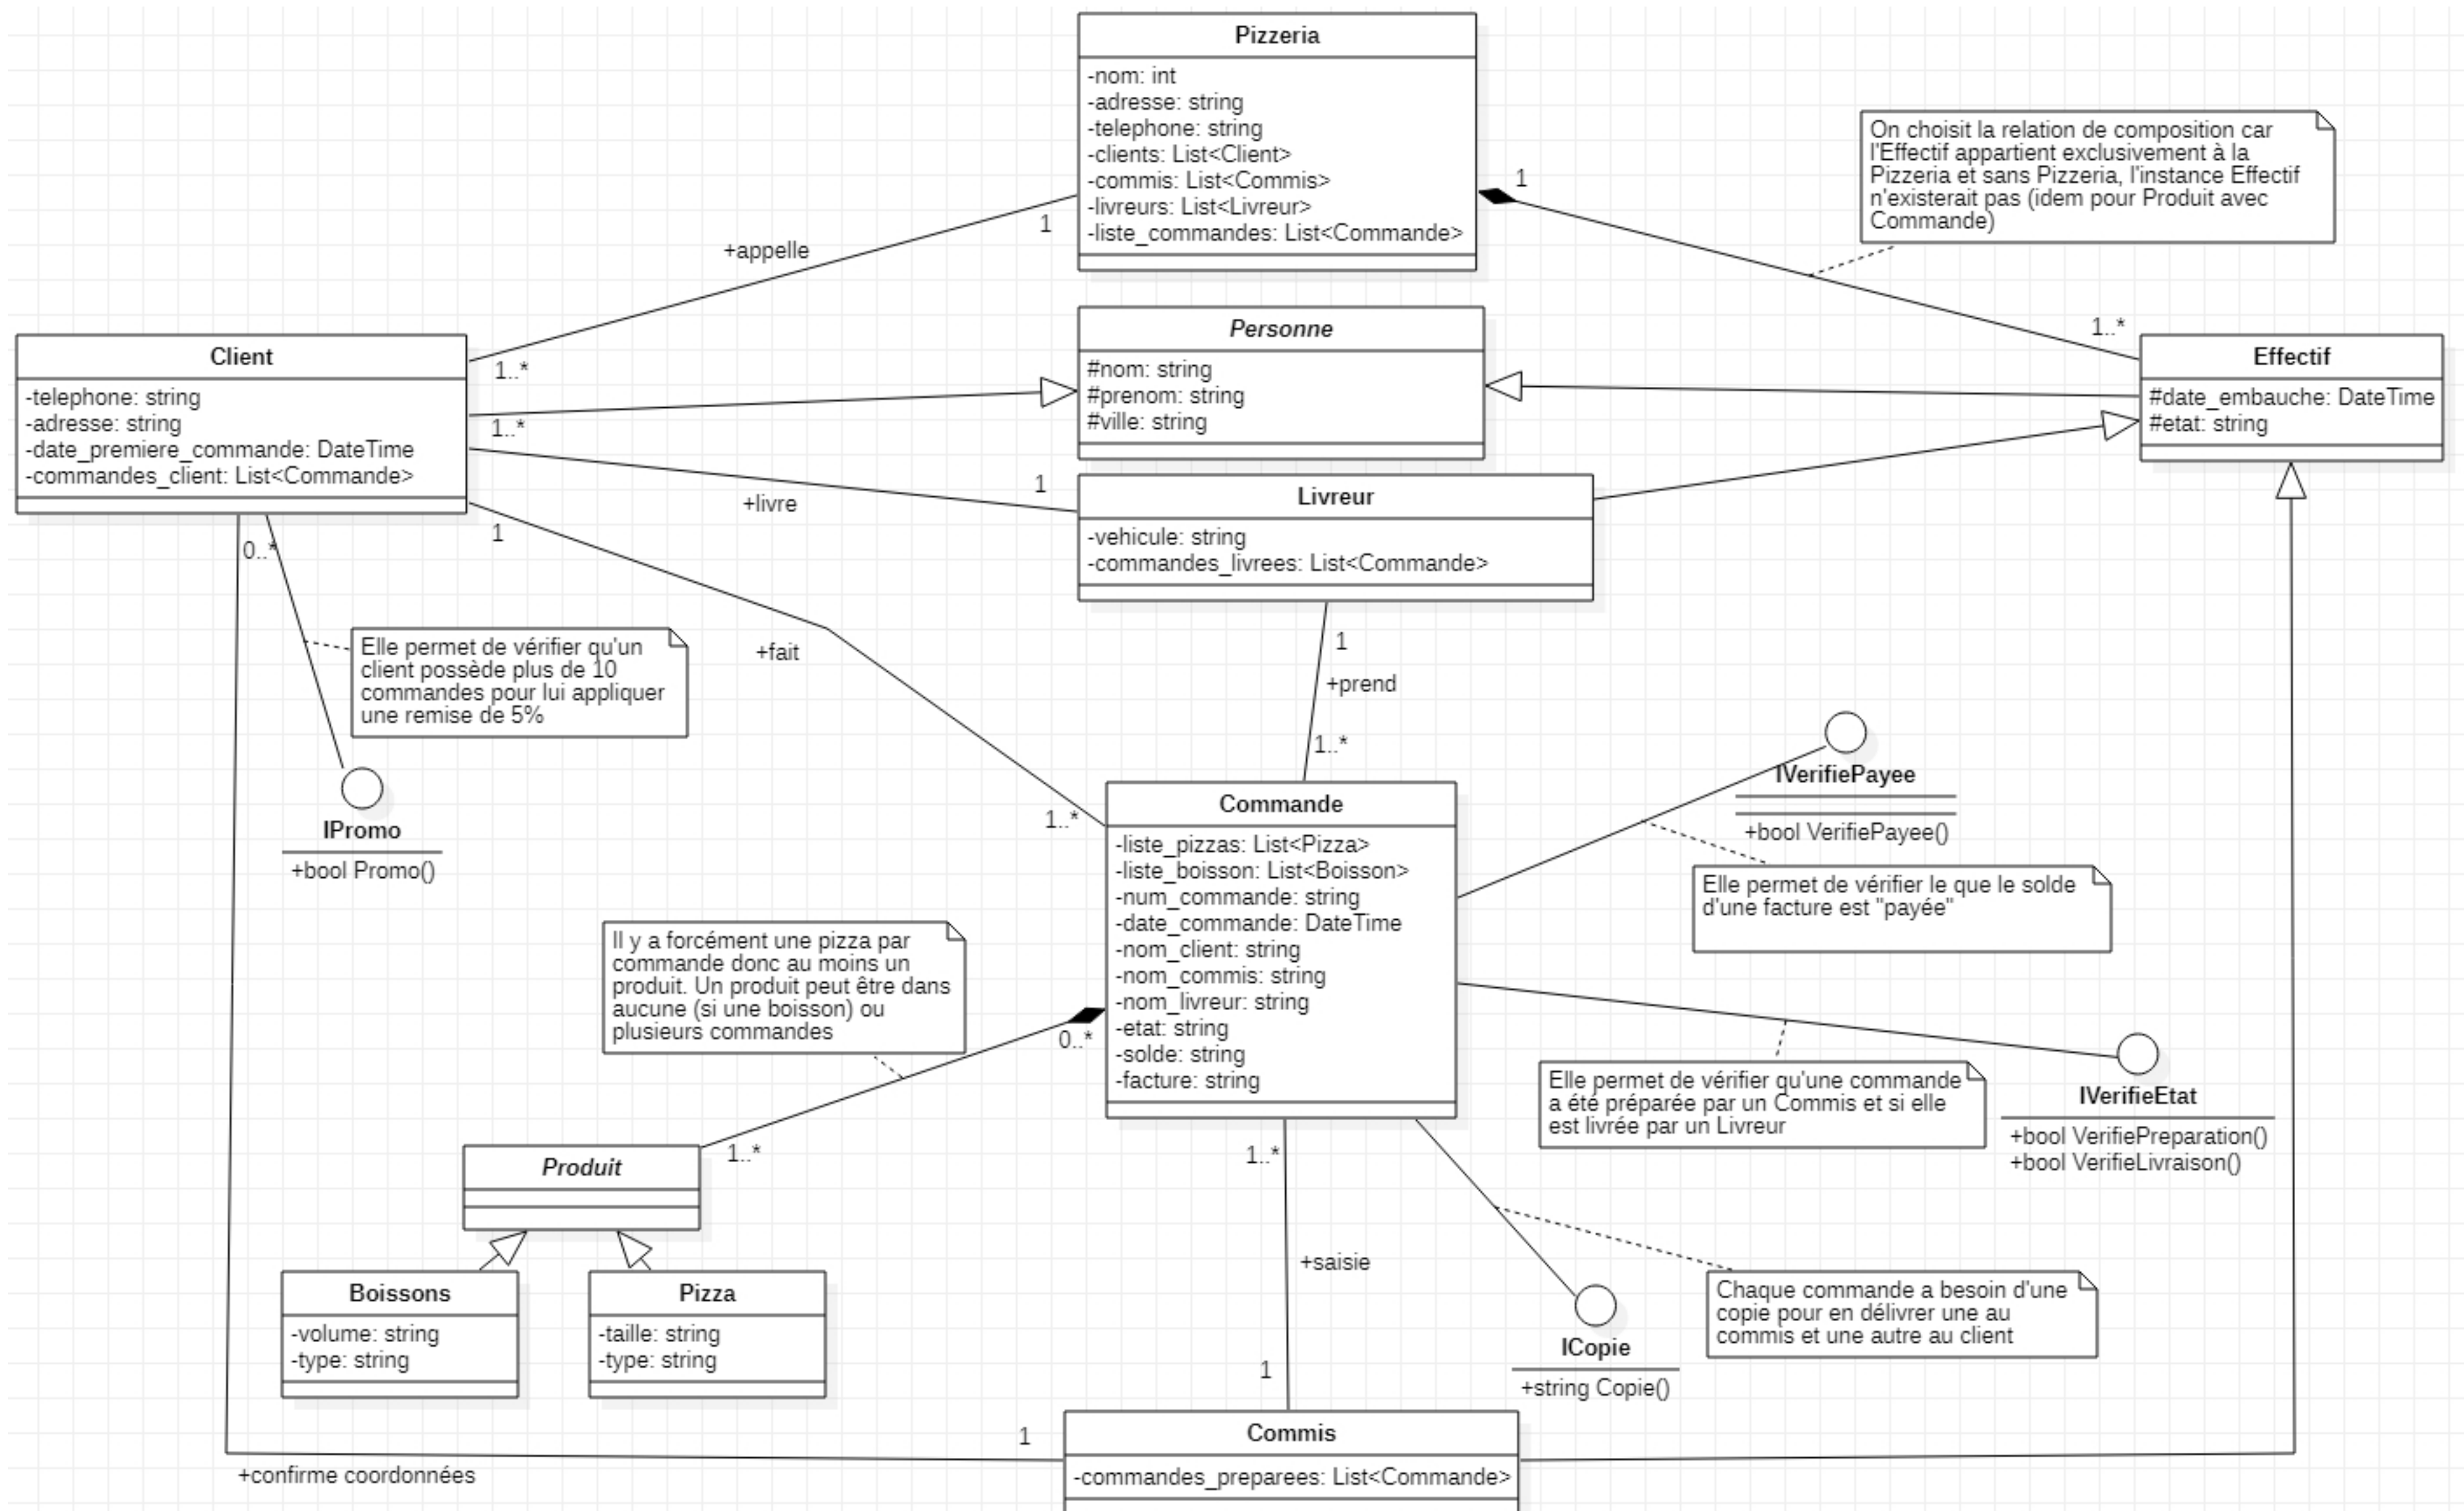 Pizzeria
-nom: int
-adresse: string
-telephone: string
-clients: List<Client>
-commis: List<Commis>
-livreurs: List<Livreur>
-liste_commandes: List<Commande>
On choisit la relation de composition car
l'Effectif appartient exclusivement à la
Pizzeria et sans Pizzeria, l'instance Effectif
n'existerait pas (idem pour Produit avec
Commande)
1
1
+appelle
1..*
1..*
Client
-telephone: string
-adresse: string
-date_premiere_commande: DateTime
-commandes_client: List<Commande>
Personne
#nom: string
#prenom: string
#ville: string
Effectif
#date_embauche: DateTime
#etat: string
1..*
1
+livre
1
0..*
Livreur
-vehicule: string
-commandes_livrees: List<Commande>
Elle permet de vérifier qu'un
client possède plus de 10
commandes pour lui appliquer
une remise de 5%
+fait
1
+prend
1..*
1..*
IPromo
+bool Promo()
Commande
-liste_pizzas: List<Pizza>
-liste_boisson: List<Boisson>
-num_commande: string
-date_commande: DateTime
-nom_client: string
-nom_commis: string
-nom_livreur: string
-etat: string
-solde: string
-facture: string
IVerifiePayee
+bool VerifiePayee()
Elle permet de vérifier le que le solde
d'une facture est "payée"
Il y a forcément une pizza par
commande donc au moins un
produit. Un produit peut être dans
aucune (si une boisson) ou
plusieurs commandes
0..*
1..*
Elle permet de vérifier qu'une commande
a été préparée par un Commis et si elle
est livrée par un Livreur
IVerifieEtat
+bool VerifiePreparation()
+bool VerifieLivraison()
Produit
1..*
+saisie
1
Boissons
-volume: string
-type: string
Pizza
-taille: string
-type: string
Chaque commande a besoin d'une
copie pour en délivrer une au
commis et une autre au client
ICopie
+string Copie()
1
+confirme coordonnées
Commis
-commandes_preparees: List<Commande>